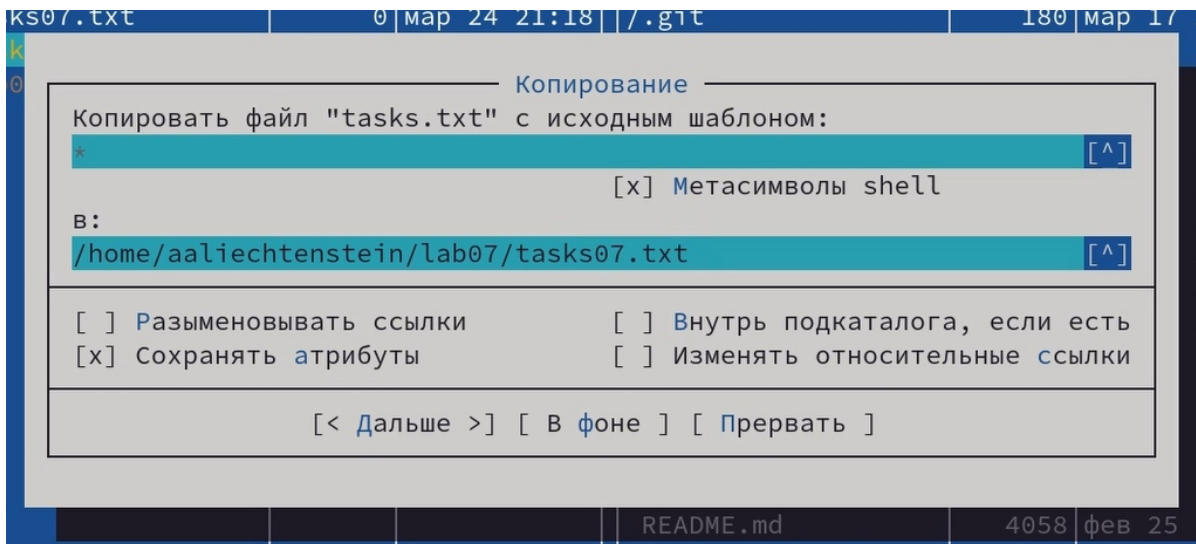 ks07.txt 0 мар 24 21:18 /.git 180 мар 17
k
0
Копирование
Копировать файл "tasks.txt" с исходным шаблоном:
* [^]
[x] Метасимволы shell
в:
/home/aaliechtenstein/lab07/tasks07.txt [^]
[ ] Разыменовывать ссылки [ ] Внутрь подкаталога, если есть
[x] Сохранять атрибуты [ ] Изменять относительные ссылки
[< Дальше >] [ В фоне ] [ Прервать ]
README.md 4058 фев 25